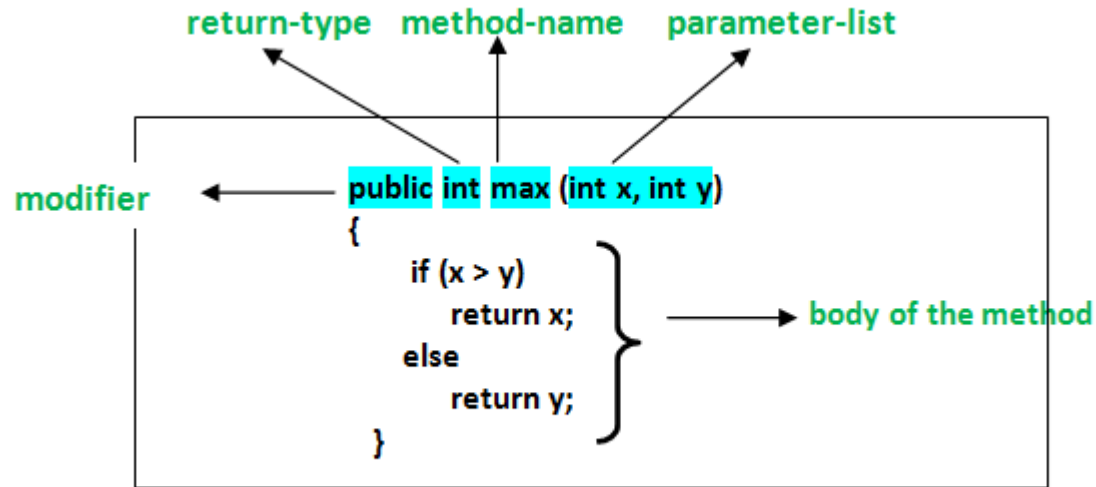 return-type method-name parameter-list
modifier
public int max (int x, int y)
{
if (x > y)
return x;
else
return y;
}
body of the method